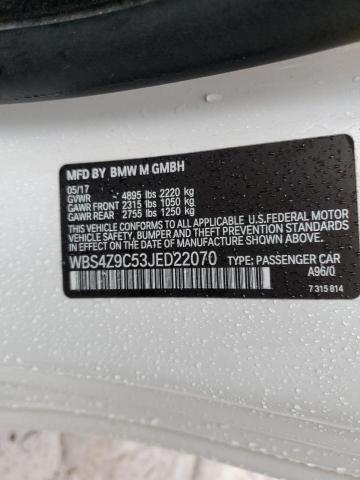 MFD BY BMW M GMBH
05/17
GVWR 4895 lbs 2220 kg
GAWR FRONT 2315 lbs 1050 kg
GAWR REAR 2755 lbs 1250 kg
THIS VEHICLE CONFORMS TO ALL APPLICABLE U.S.FEDERAL MOTOR
VEHICLE SAFETY, BUMPER AND THEFT PREVENTION STANDARDS
IN EFFECT ON THE DATE OF MANUFACTURE SHOWN ABOVE.
WBS4Z9C53JED22070 TYPE: PASSENGER CAR
A96/0
7 315 814